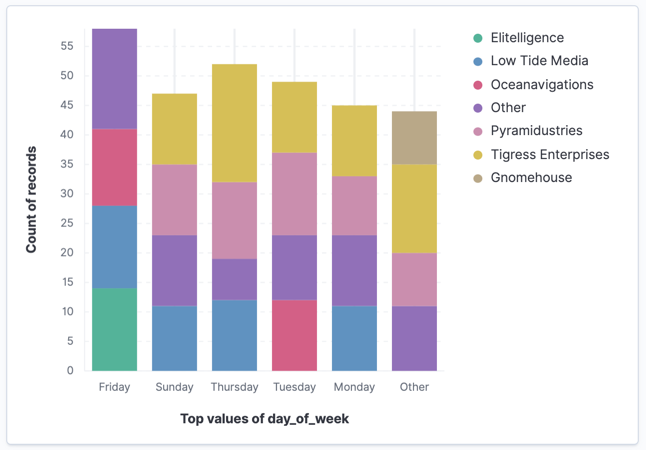 55
50
45
40
35
30
25
20
15
10
5
0
Count of records
Friday Sunday Thursday Tuesday Monday Other
Top values of day_of_week
Elitelligence
Low Tide Media
Oceanavigations
Other
Pyramidustries
Tigress Enterprises
Gnomehouse